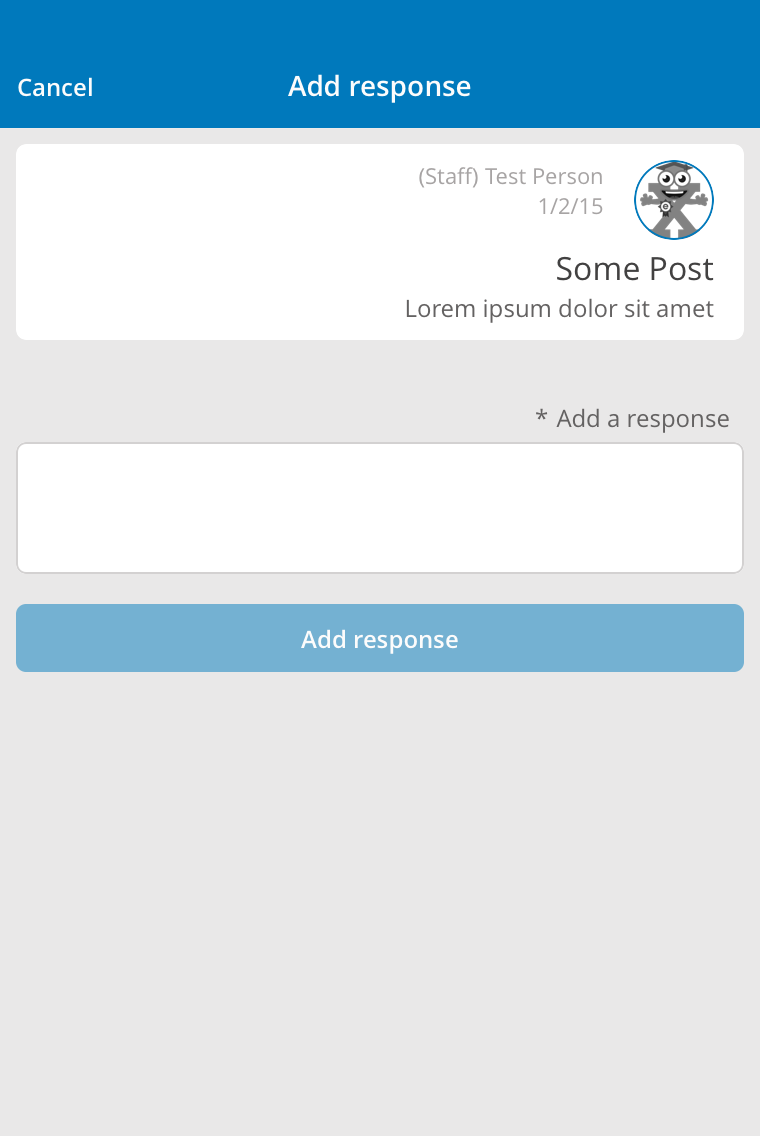 Cancel
Add response
(Staff) Test Person
1/2/15
Some Post
Lorem ipsum dolor sit amet
* Add a response
Add response